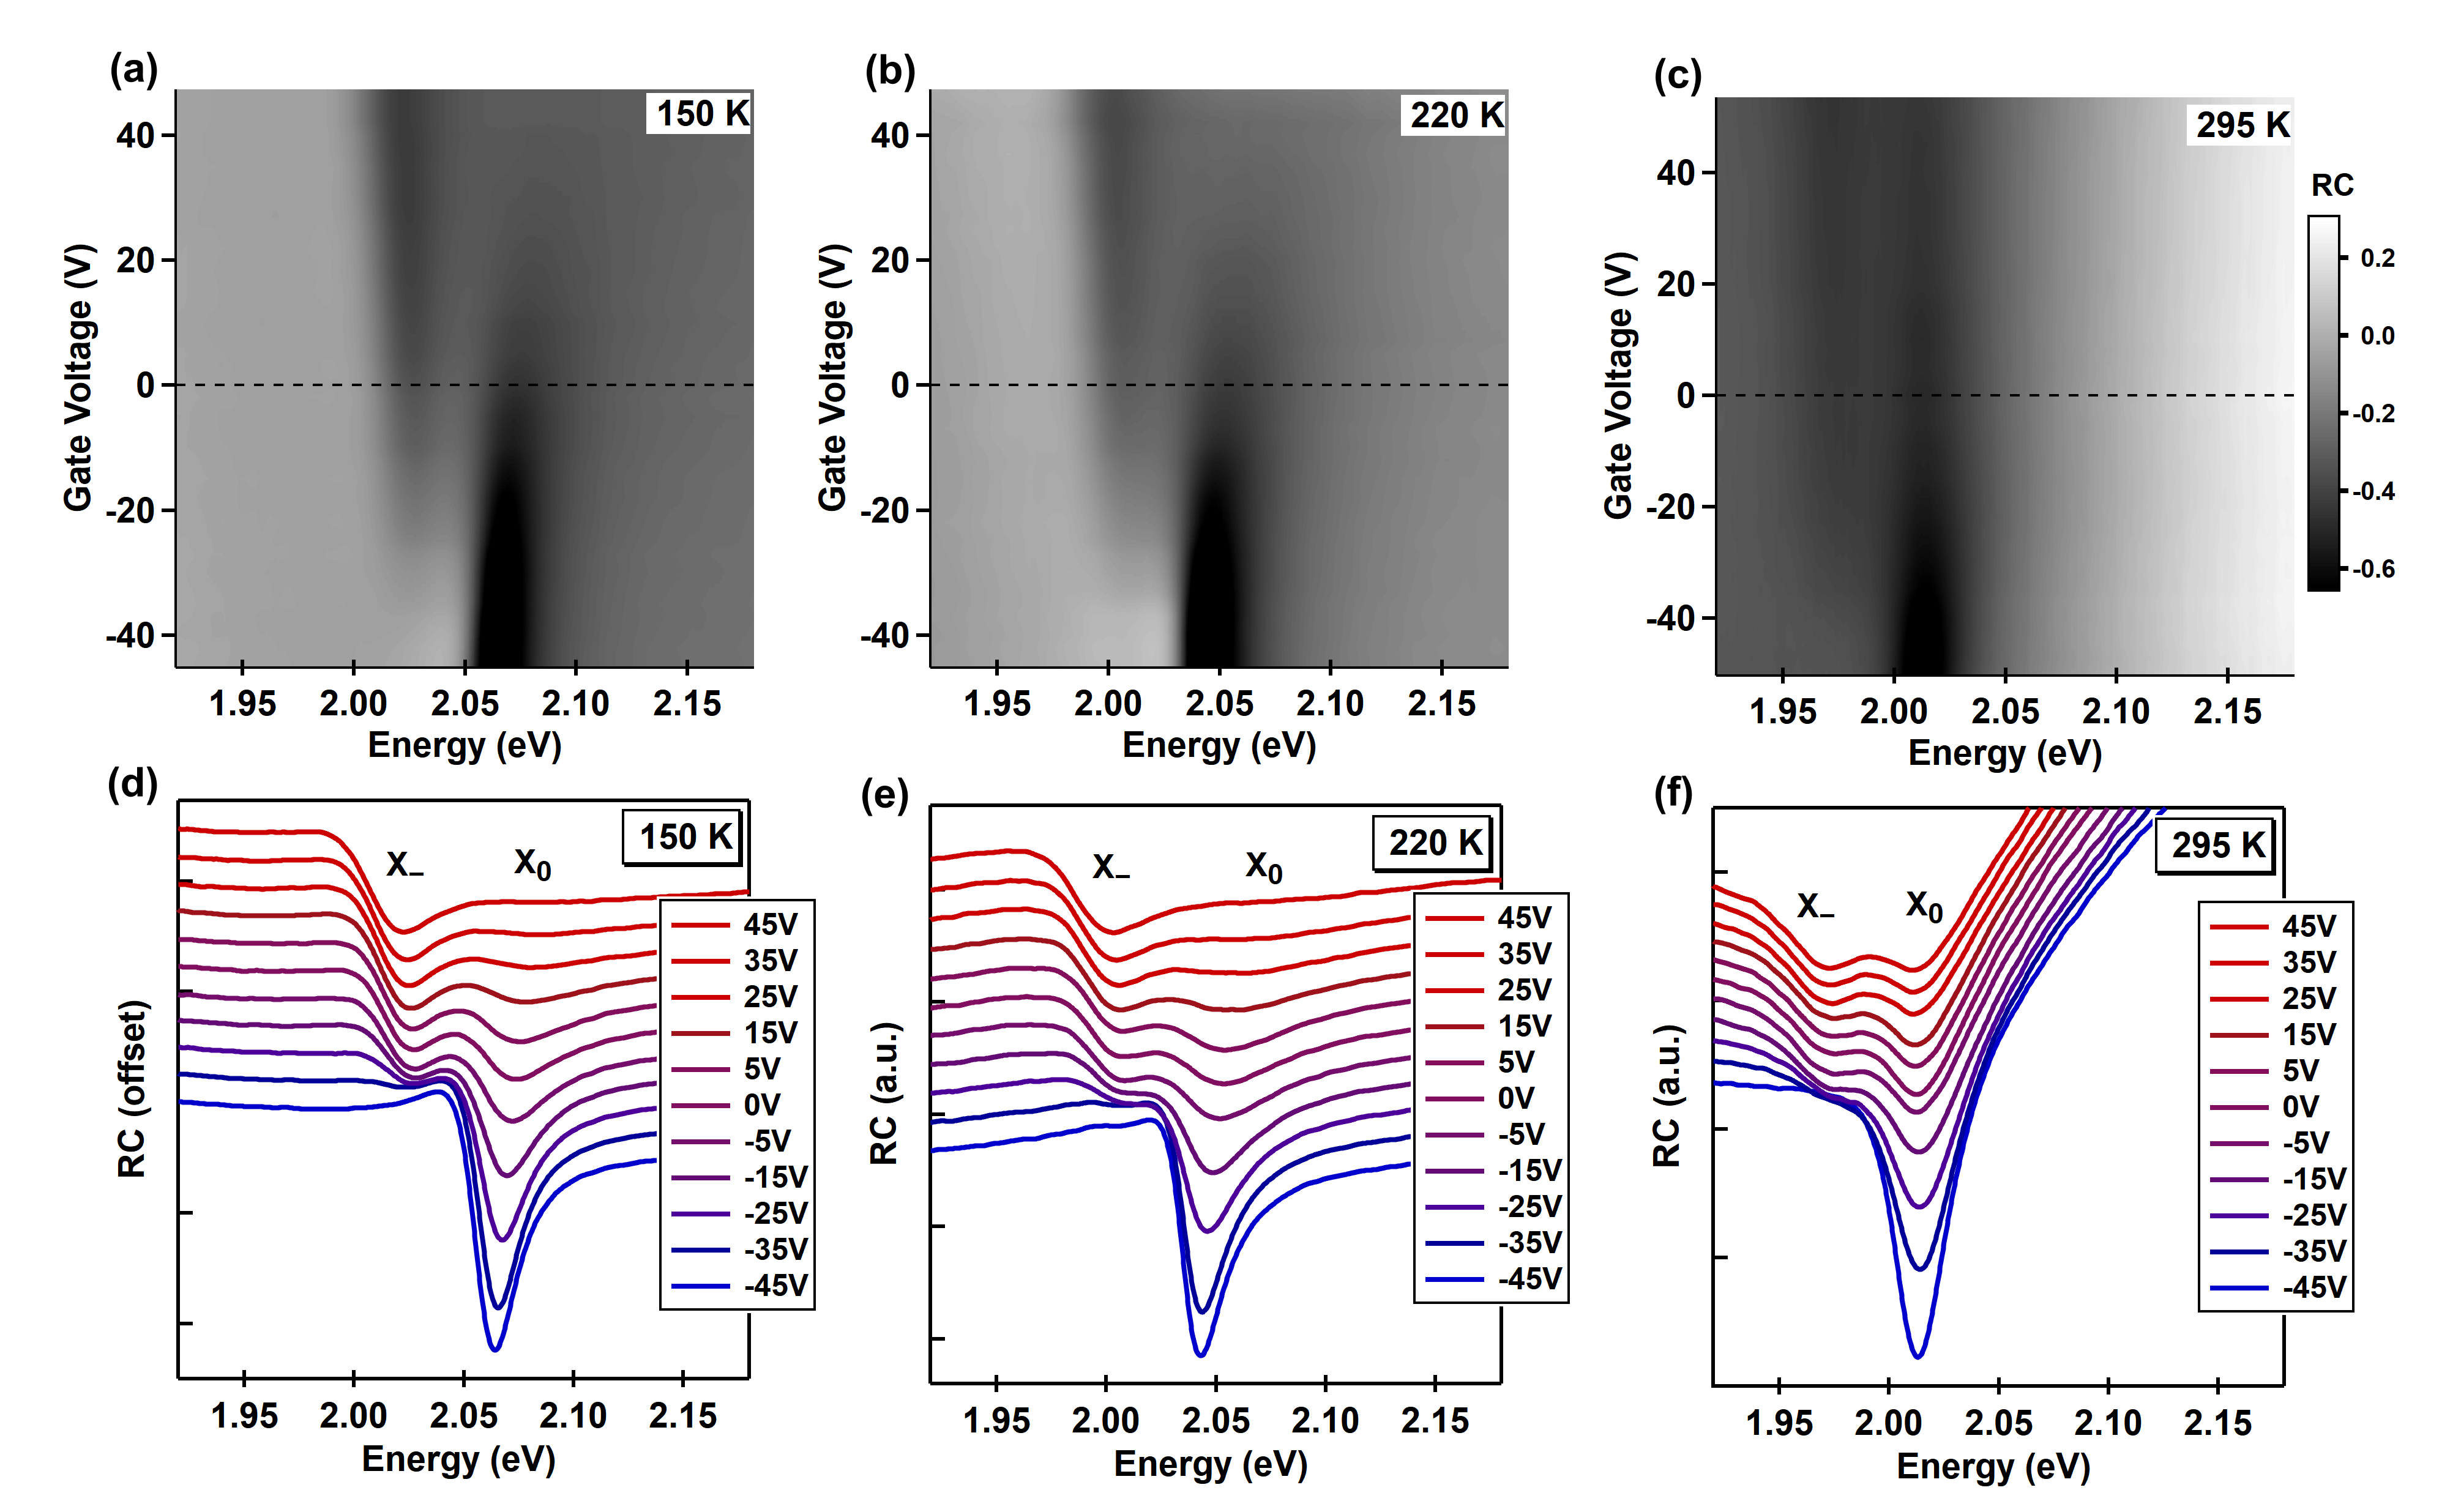 (a)
150 K
40
20
0
-20
-40
Gate Voltage (V)
1.95 2.00 2.05 2.10 2.15
Energy (eV)
(b)
220 K
40
20
0
-20
-40
Gate Voltage (V)
1.95 2.00 2.05 2.10 2.15
Energy (eV)
(c)
295 K
40
20
0
-20
-40
Gate Voltage (V)
1.95 2.00 2.05 2.10 2.15
Energy (eV)
RC
0.2
0.0
-0.2
-0.4
-0.6
(d)
150 K
X₋
X₀
45V
35V
25V
15V
5V
0V
-5V
-15V
-25V
-35V
-45V
RC (offset)
1.95 2.00 2.05 2.10 2.15
Energy (eV)
(e)
220 K
X₋
X₀
45V
35V
25V
15V
5V
0V
-5V
-15V
-25V
-35V
-45V
RC (a.u.)
1.95 2.00 2.05 2.10 2.15
Energy (eV)
(f)
295 K
X₋
X₀
45V
35V
25V
15V
5V
0V
-5V
-15V
-25V
-35V
-45V
RC (a.u.)
1.95 2.00 2.05 2.10 2.15
Energy (eV)